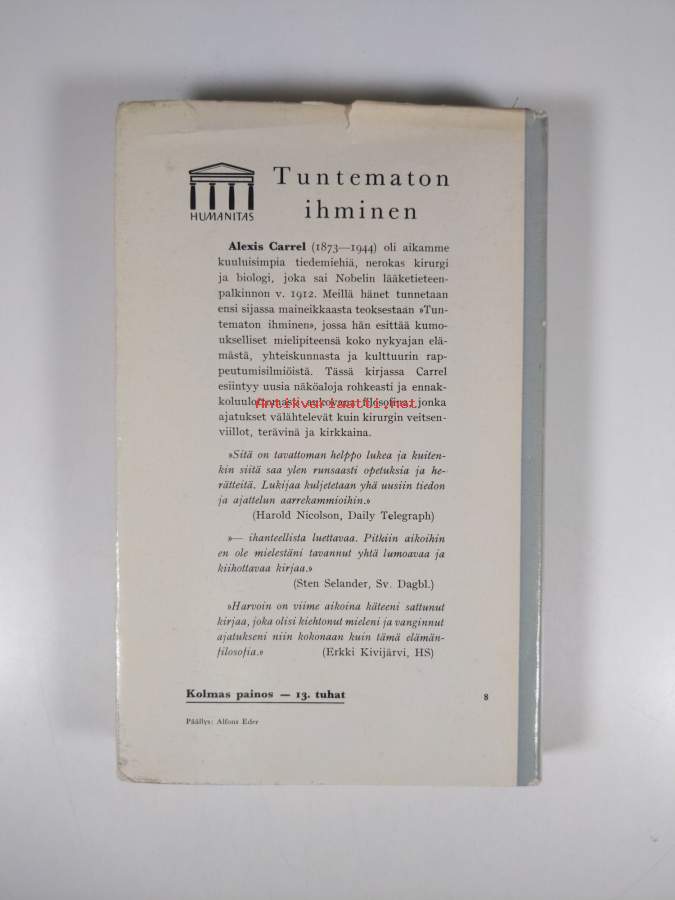 HUMANITAS
Tuntematon
ihminen
Alexis Carrel (1873—1944) oli aikamme
kuuluisimpia tiedemiehiä, nerokas kirurgi
ja biologi, joka sai Nobelin lääketieteen-
palkinnon v. 1912. Meillä hänet tunnetaan
ensi sijassa maineikkaasta teoksestaan »Tun-
tematon ihminen», jossa hän esittää kumo-
ukselliset mielipiteensä koko nykyajan elä-
mästä, yhteiskunnasta ja kulttuurin rap-
peutumisilmiöistä. Tässä kirjassa Carrel
esiintyy uusia näköaloja rohkeasti ja ennak-
koluulottomasti aukovana filosofina, jonka
Antikvariaatti.net
ajatukset välähtelevät kuin kirurgin veitsen-
viillot, terävinä ja kirkkaina.
»Sitä on tavattoman helppo lukea ja kuiten-
kin siitä saa ylen runsaasti opetuksia ja he-
rätteitä. Lukijaa kuljetetaan yhä uusiin tiedon
ja ajattelun aarrekammioihin.»
(Harold Nicolson, Daily Telegraph)
»— ihanteellista luettavaa. Pitkiin aikoihin
en ole mielestäni tavannut yhtä lumoavaa ja
kiihottavaa kirjaa.»
(Sten Selander, Sv. Dagbl.)
»Harvoin on viime aikoina käteeni sattunut
kirjaa, joka olisi kiehtonut mieleni ja vanginnut
ajatukseni niin kokonaan kuin tämä elämän-
filosofia.» (Erkki Kivijärvi, HS)
Kolmas painos — 13. tuhat 8
Päällys: Alfons Eder